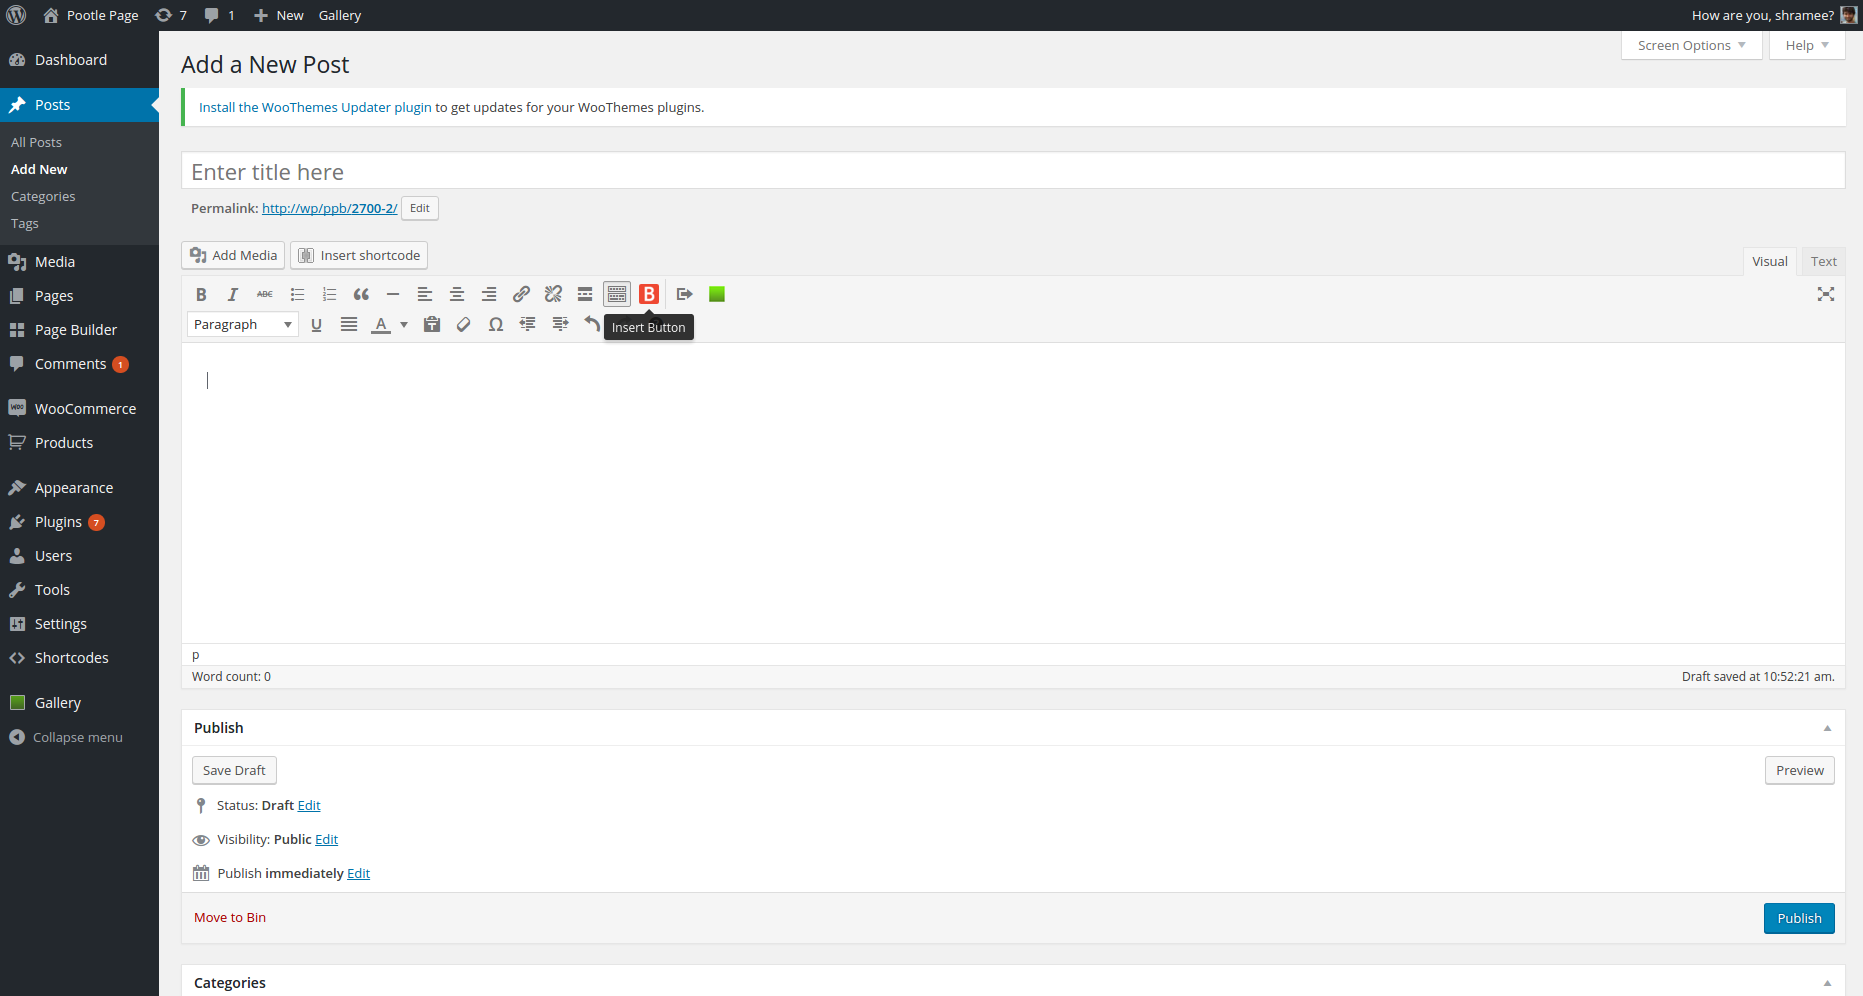 Pootle Page 7 1 New Gallery How are you, shramee?
Screen Options Help
Dashboard
Posts
All Posts
Add New
Categories
Tags
Media
Pages
Page Builder
Comments 1
WooCommerce
Products
Appearance
Plugins 7
Users
Tools
Settings
Shortcodes
Gallery
Collapse menu
Add a New Post
Install the WooThemes Updater plugin to get updates for your WooThemes plugins.
Enter title here
Permalink: http://wp/ppb/2700-2/ Edit
Add Media Insert shortcode Visual Text
B I ABC B
Paragraph U A Ω
Insert Button
p
Word count: 0 Draft saved at 10:52:21 am.
Publish
Save Draft Preview
Status: Draft Edit
Visibility: Public Edit
Publish immediately Edit
Move to Bin Publish
Categories